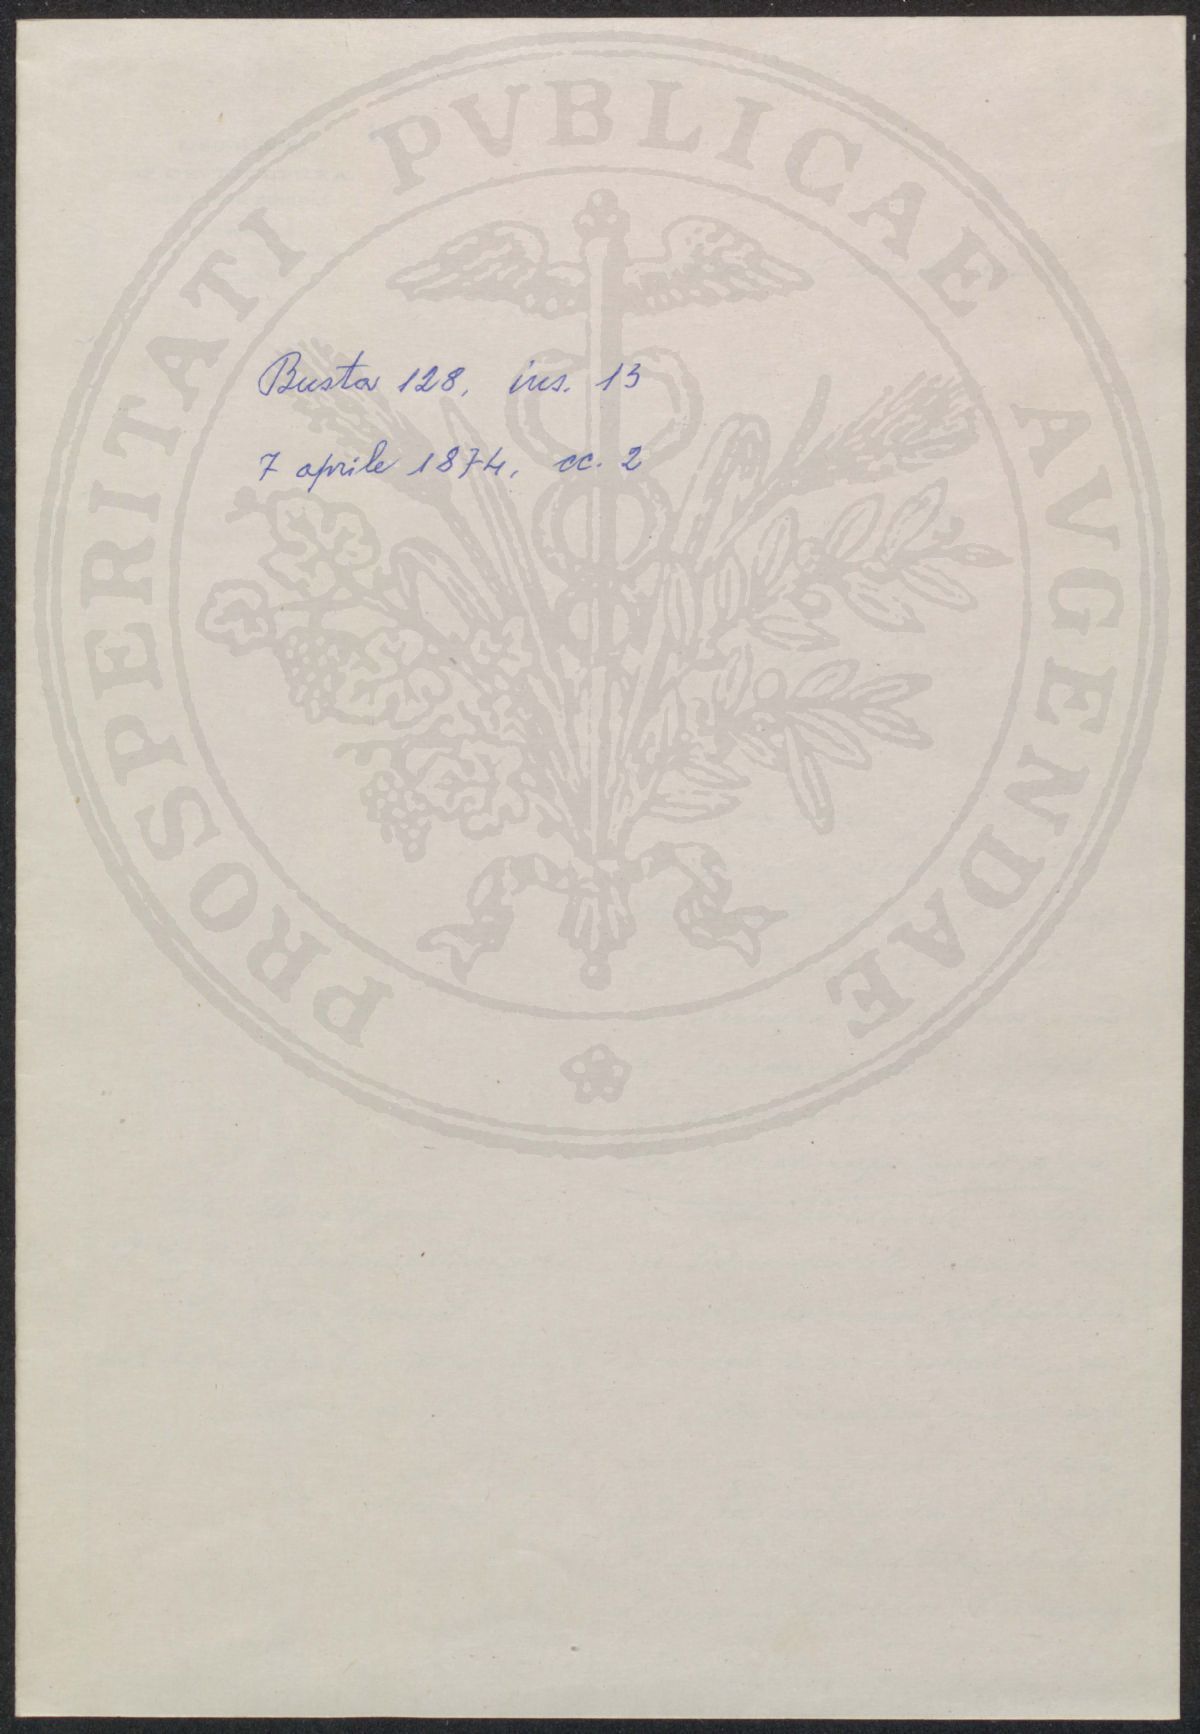 PROSPERITATI PVBLICAE AVGENDAE
Busta 128, ins. 13
7 aprile 1874, cc. 2